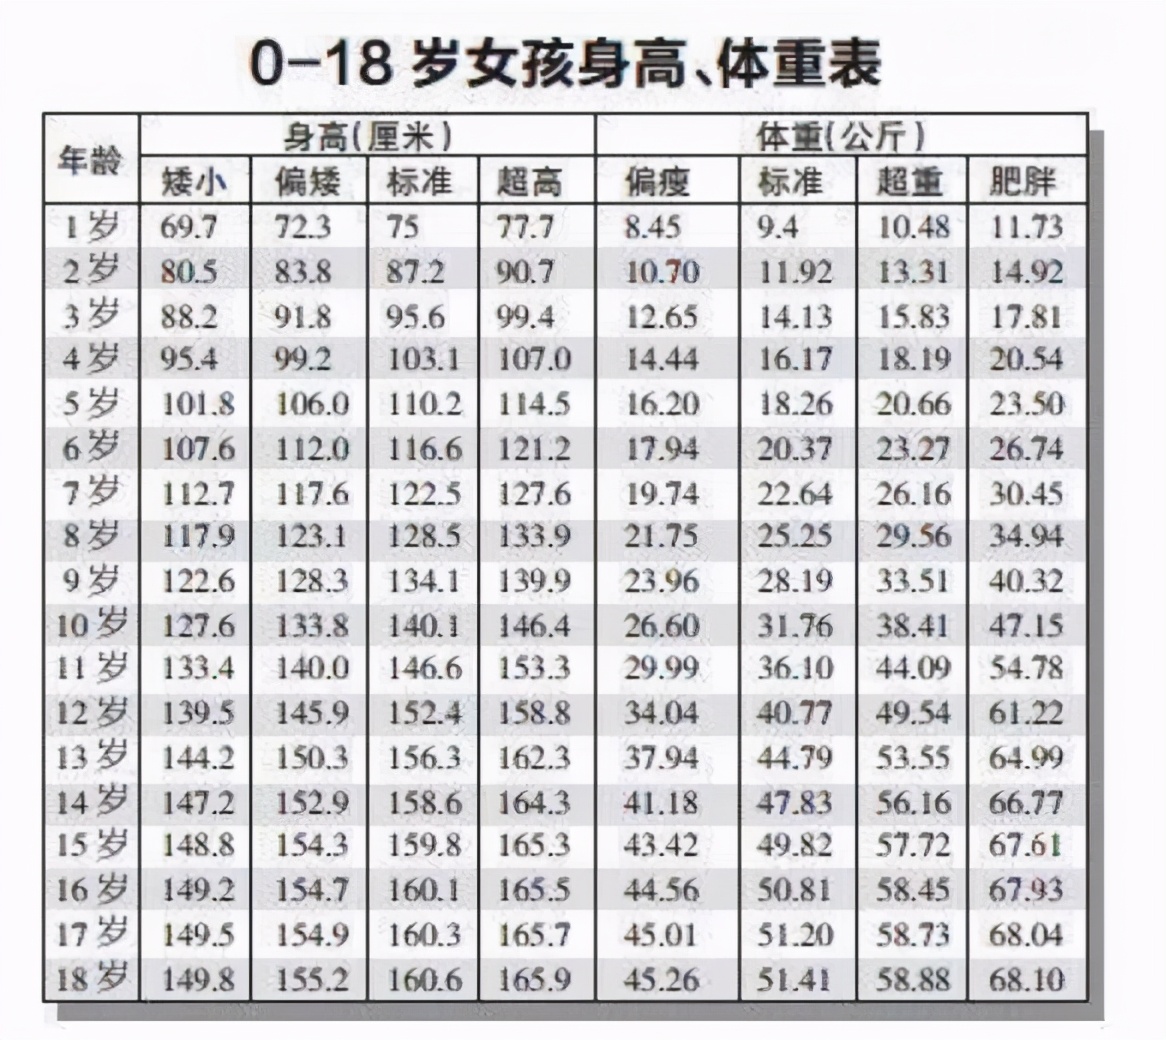 0-18岁女孩身高、体重表
年龄 身高(厘米) 体重(公斤)
矮小 偏矮 标准 超高 偏瘦 标准 超重 肥胖
1岁 69.7 72.3 75 77.7 8.45 9.4 10.48 11.73
2岁 80.5 83.8 87.2 90.7 10.70 11.92 13.31 14.92
3岁 88.2 91.8 95.6 99.4 12.65 14.13 15.83 17.81
4岁 95.4 99.2 103.1 107.0 14.44 16.17 18.19 20.54
5岁 101.8 106.0 110.2 114.5 16.20 18.26 20.66 23.50
6岁 107.6 112.0 116.6 121.2 17.94 20.37 23.27 26.74
7岁 112.7 117.6 122.5 127.6 19.74 22.64 26.16 30.45
8岁 117.9 123.1 128.5 133.9 21.75 25.25 29.56 34.94
9岁 122.6 128.3 134.1 139.9 23.96 28.19 33.51 40.32
10岁 127.6 133.8 140.1 146.4 26.60 31.76 38.41 47.15
11岁 133.4 140.0 146.6 153.3 29.99 36.10 44.09 54.78
12岁 139.5 145.9 152.4 158.8 34.04 40.77 49.54 61.22
13岁 144.2 150.3 156.3 162.3 37.94 44.79 53.55 64.99
14岁 147.2 152.9 158.6 164.3 41.18 47.83 56.16 66.77
15岁 148.8 154.3 159.8 165.3 43.42 49.82 57.72 67.61
16岁 149.2 154.7 160.1 165.5 44.56 50.81 58.45 67.93
17岁 149.5 154.9 160.3 165.7 45.01 51.20 58.73 68.04
18岁 149.8 155.2 160.6 165.9 45.26 51.41 58.88 68.10